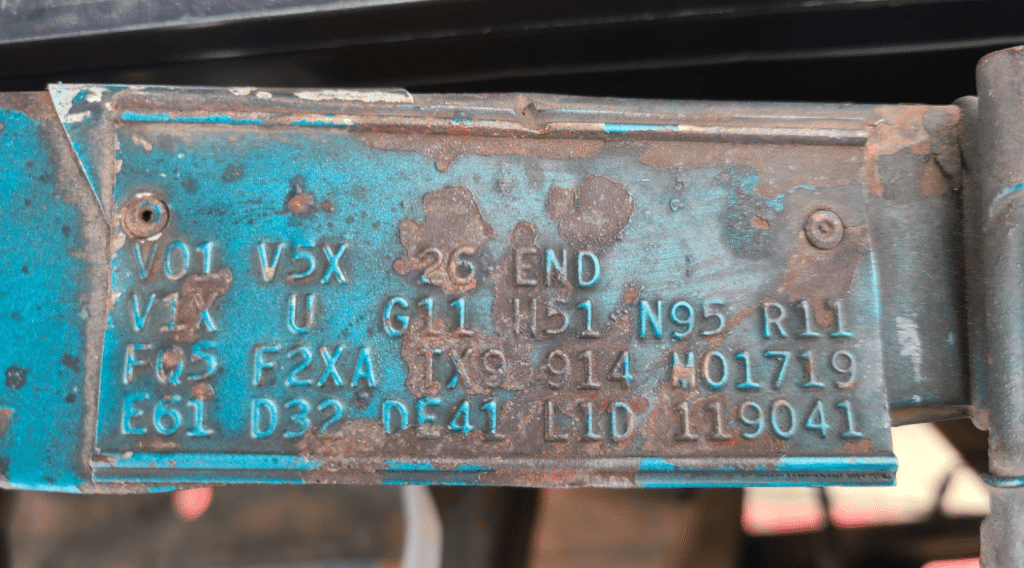 V01 V5X 26 END
V1X U G11 H51 N95 R11
FQ5 F2XA TX9 914 M01719
E61 D32 DE41 L1D 119041